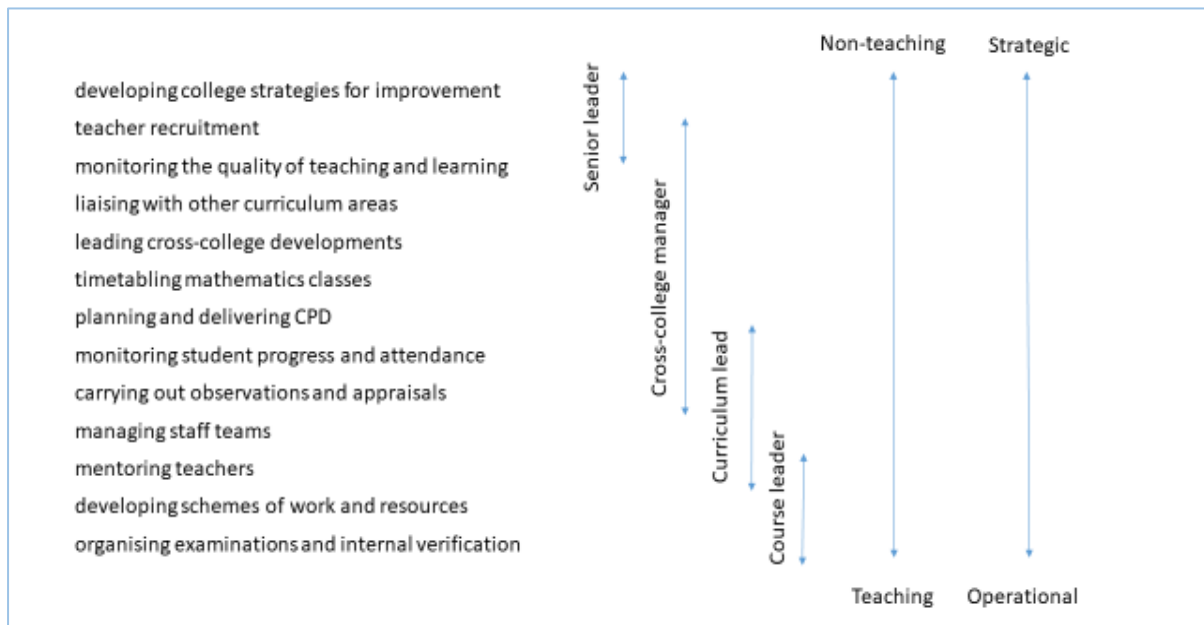 Non-teaching
Strategic
developing college strategies for improvement
teacher recruitment
monitoring the quality of teaching and learning
liaising with other curriculum areas
leading cross-college developments
timetabling mathematics classes
planning and delivering CPD
monitoring student progress and attendance
carrying out observations and appraisals
managing staff teams
mentoring teachers
developing schemes of work and resources
organising examinations and internal verification
Senior leader
Cross-college manager
Curriculum lead
Course leader
Teaching
Operational